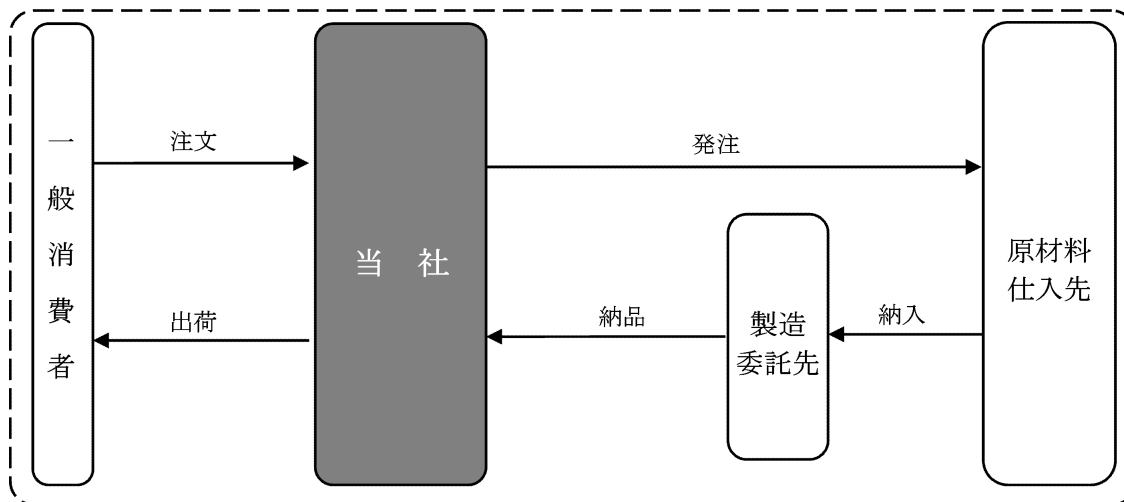 一般消費者
注文
出荷
当　社
発注
納品
製造
委託先
納入
原材料
仕入先